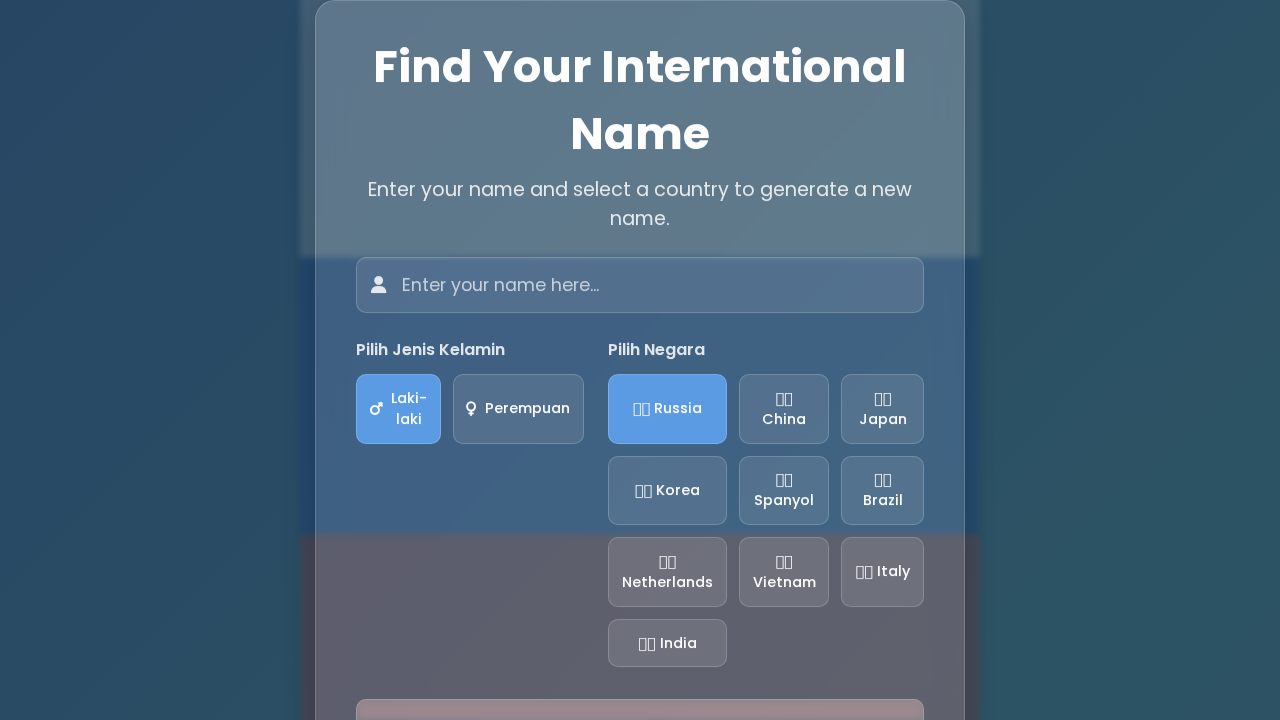 Find Your International
Name
Enter your name and select a country to generate a new
name.
Enter your name here...
Pilih Jenis Kelamin
Pilih Negara
Laki-
laki
Perempuan
Russia
China
Japan
Korea
Spanyol
Brazil
Netherlands
Vietnam
Italy
India